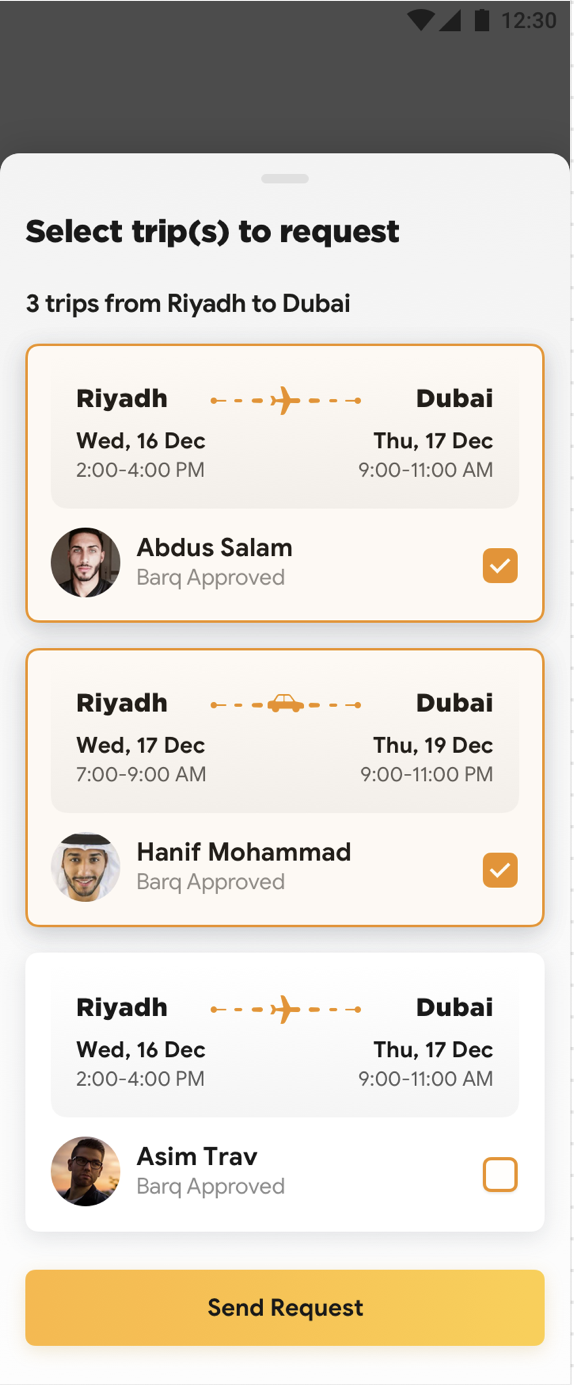 12:30
Select trip(s) to request
3 trips from Riyadh to Dubai
Riyadh Dubai
Wed, 16 Dec Thu, 17 Dec
2:00-4:00 PM 9:00-11:00 AM
Abdus Salam
Barq Approved
Riyadh Dubai
Wed, 17 Dec Thu, 19 Dec
7:00-9:00 AM 9:00-11:00 PM
Hanif Mohammad
Barq Approved
Riyadh Dubai
Wed, 16 Dec Thu, 17 Dec
2:00-4:00 PM 9:00-11:00 AM
Asim Trav
Barq Approved
Send Request